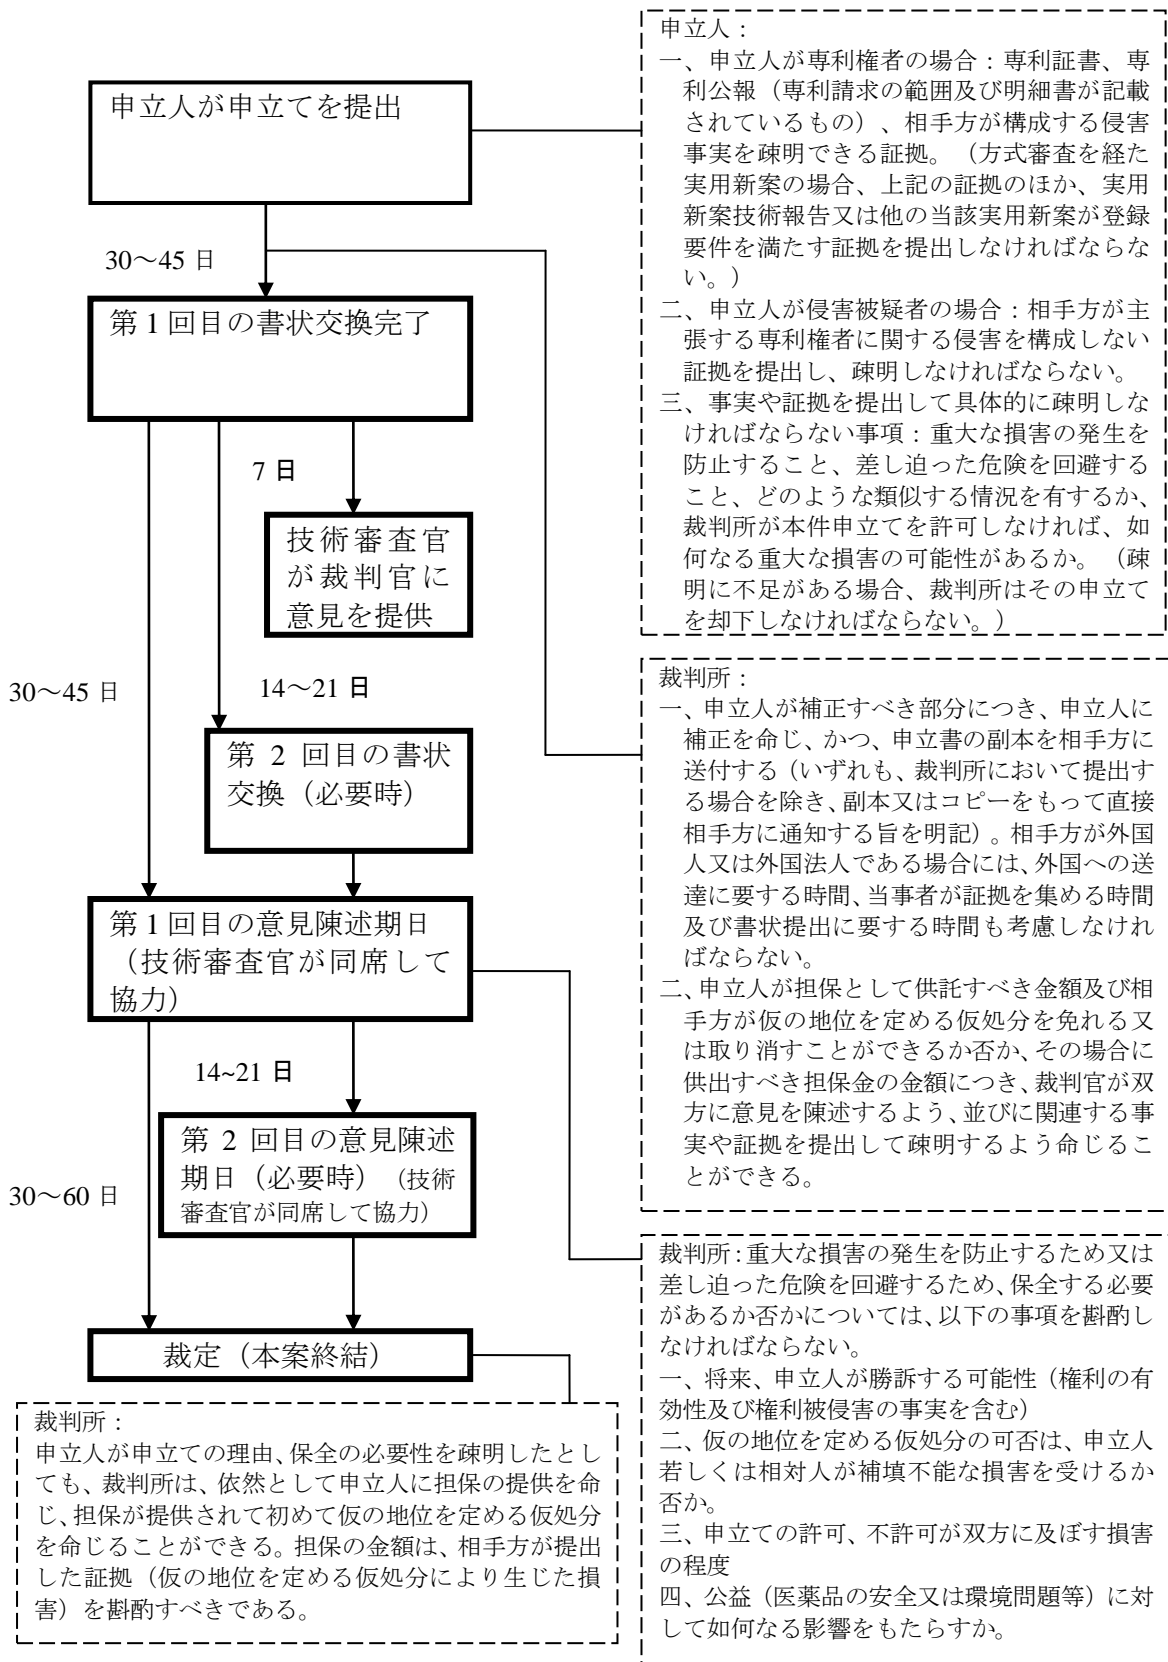 申立人が申立てを提出
30～45 日
第 1 回目の書状交換完了
7 日
技術審査官
が裁判官に
意見を提供
30～45 日
14～21 日
第 2 回目の書状
交換（必要時）
第 1 回目の意見陳述期日
（技術審査官が同席して
協力）
14~21 日
第 2 回目の意見陳述
期日（必要時）（技術
審査官が同席して協力）
30～60 日
裁定（本案終結）
裁判所：
申立人が申立ての理由、保全の必要性を疎明したとし
ても、裁判所は、依然として申立人に担保の提供を命
じ、担保が提供されて初めて仮の地位を定める仮処分
を命じることができる。担保の金額は、相手方が提出
した証拠（仮の地位を定める仮処分により生じた損
害）を斟酌すべきである。
申立人：
一、申立人が専利権者の場合：専利証書、専
利公報（専利請求の範囲及び明細書が記載
されているもの）、相手方が構成する侵害
事実を疎明できる証拠。（方式審査を経た
実用新案の場合、上記の証拠のほか、実用
新案技術報告又は他の当該実用新案が登録
要件を満たす証拠を提出しなければならな
い。）
二、申立人が侵害被疑者の場合：相手方が主
張する専利権者に関する侵害を構成しない
証拠を提出し、疎明しなければならない。
三、事実や証拠を提出して具体的に疎明しな
ければならない事項：重大な損害の発生を
防止すること、差し迫った危険を回避する
こと、どのような類似する情況を有するか、
裁判所が本件申立てを許可しなければ、如
何なる重大な損害の可能性があるか。（疎
明に不足がある場合、裁判所はその申立て
を却下しなければならない。）
裁判所：
一、申立人が補正すべき部分につき、申立人に
補正を命じ、かつ、申立書の副本を相手方に
送付する（いずれも、裁判所において提出す
る場合を除き、副本又はコピーをもって直接
相手方に通知する旨を明記）。相手方が外国
人又は外国法人である場合には、外国への送
達に要する時間、当事者が証拠を集める時間
及び書状提出に要する時間も考慮しなけれ
ばならない。
二、申立人が担保として供託すべき金額及び相
手方が仮の地位を定める仮処分を免れる又
は取り消すことができるか否か、その場合に
供出すべき担保金の金額につき、裁判官が双
方に意見を陳述するよう、並びに関連する事
実や証拠を提出して疎明するよう命じるこ
とができる。
裁判所：重大な損害の発生を防止するため又は
差し迫った危険を回避するため、保全する必要
があるか否かについては、以下の事項を斟酌し
なければならない。
一、将来、申立人が勝訴する可能性（権利の有
効性及び権利被侵害の事実を含む）
二、仮の地位を定める仮処分の可否は、申立人
若しくは相対人が補填不能な損害を受けるか
否か。
三、申立ての許可、不許可が双方に及ぼす損害
の程度
四、公益（医薬品の安全又は環境問題等）に対
して如何なる影響をもたらすか。